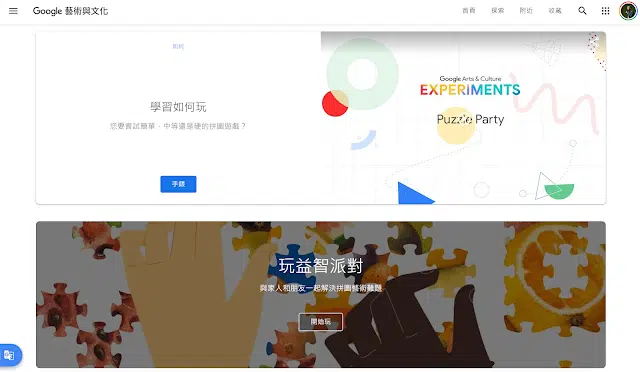 Google 藝術與文化
首頁 探索 附近 收藏
學習如何玩
您要嘗試簡單、中等還是硬的拼圖遊戲？
手錶
Google Arts & Culture
EXPERIMENTS
Puzzle Party
玩益智派對
與家人和朋友一起解決拼圖藝術難題
開始玩